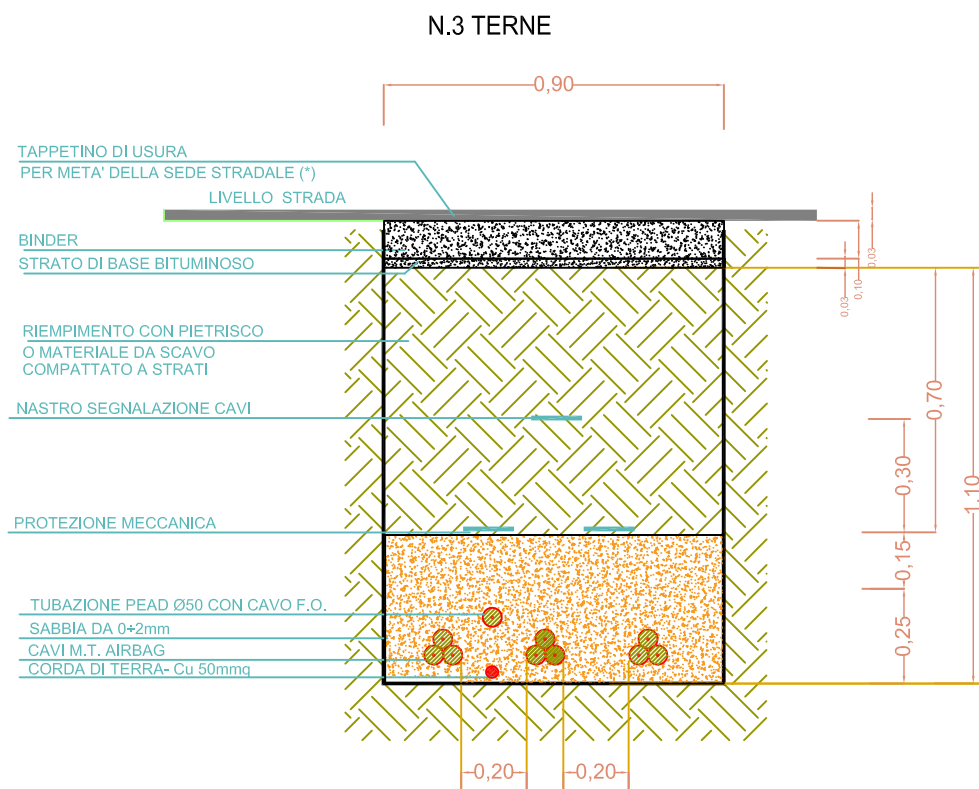 N.3 TERNE
0,90
TAPPETINO DI USURA
PER META' DELLA SEDE STRADALE (*)
LIVELLO STRADA
BINDER
STRATO DI BASE BITUMINOSO
0,03
0,10
0,03
RIEMPIMENTO CON PIETRISCO
O MATERIALE DA SCAVO
COMPATTATO A STRATI
NASTRO SEGNALAZIONE CAVI
0,70
0,30
1,10
PROTEZIONE MECCANICA
0,15
TUBAZIONE PEAD Ø50 CON CAVO F.O.
SABBIA DA 0÷2mm
CAVI M.T. AIRBAG
CORDA DI TERRA- Cu 50mmq
0,25
0,20
0,20